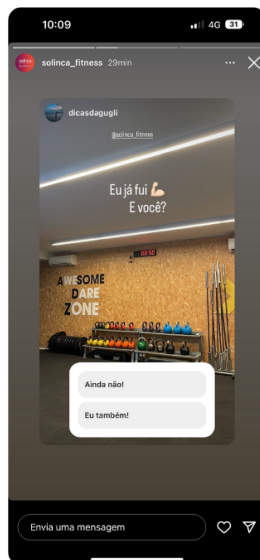 10:09
4G 31
solinca_fitness 29min
dicasdagugli
@solinca_fitness
Eu já fui
E você?
AWESOME
DARE
ZONE
Ainda não!
Eu também!
Envia uma mensagem